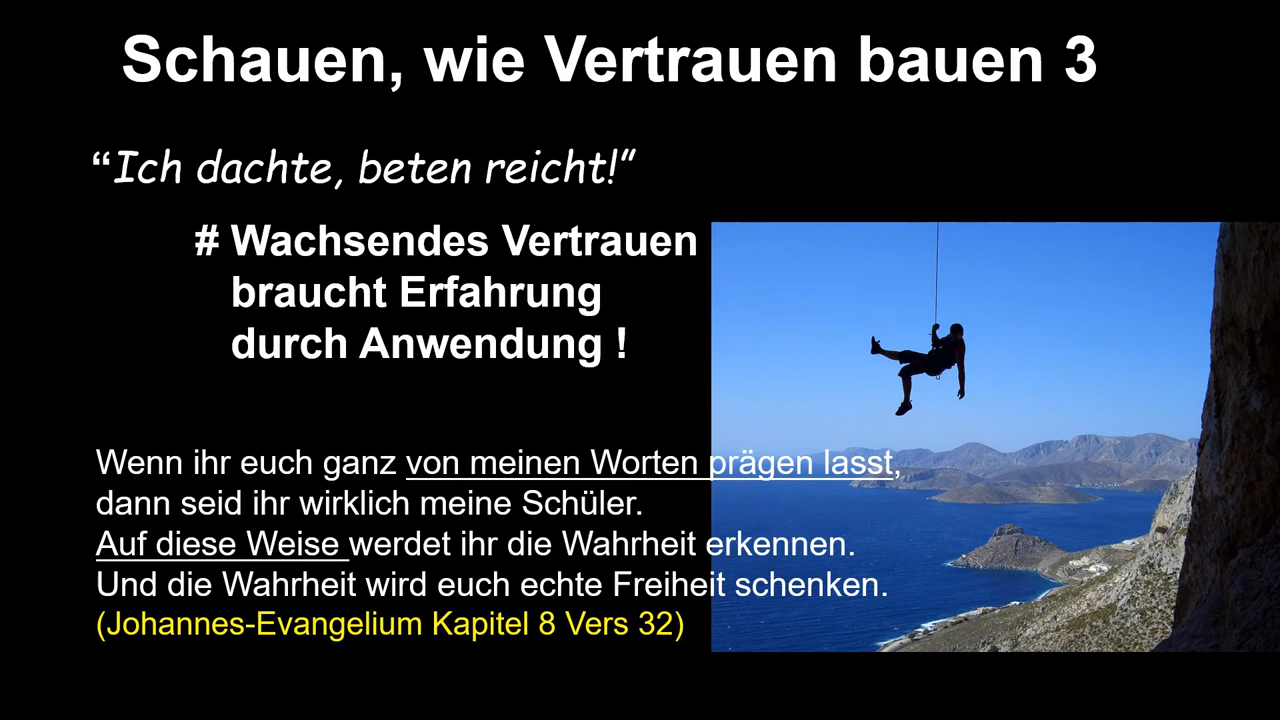 Schauen, wie Vertrauen bauen 3
“Ich dachte, beten reicht!”
# Wachsendes Vertrauen
braucht Erfahrung
durch Anwendung !
Wenn ihr euch ganz von meinen Worten prägen lasst,
dann seid ihr wirklich meine Schüler.
Auf diese Weise werdet ihr die Wahrheit erkennen.
Und die Wahrheit wird euch echte Freiheit schenken.
(Johannes-Evangelium Kapitel 8 Vers 32)